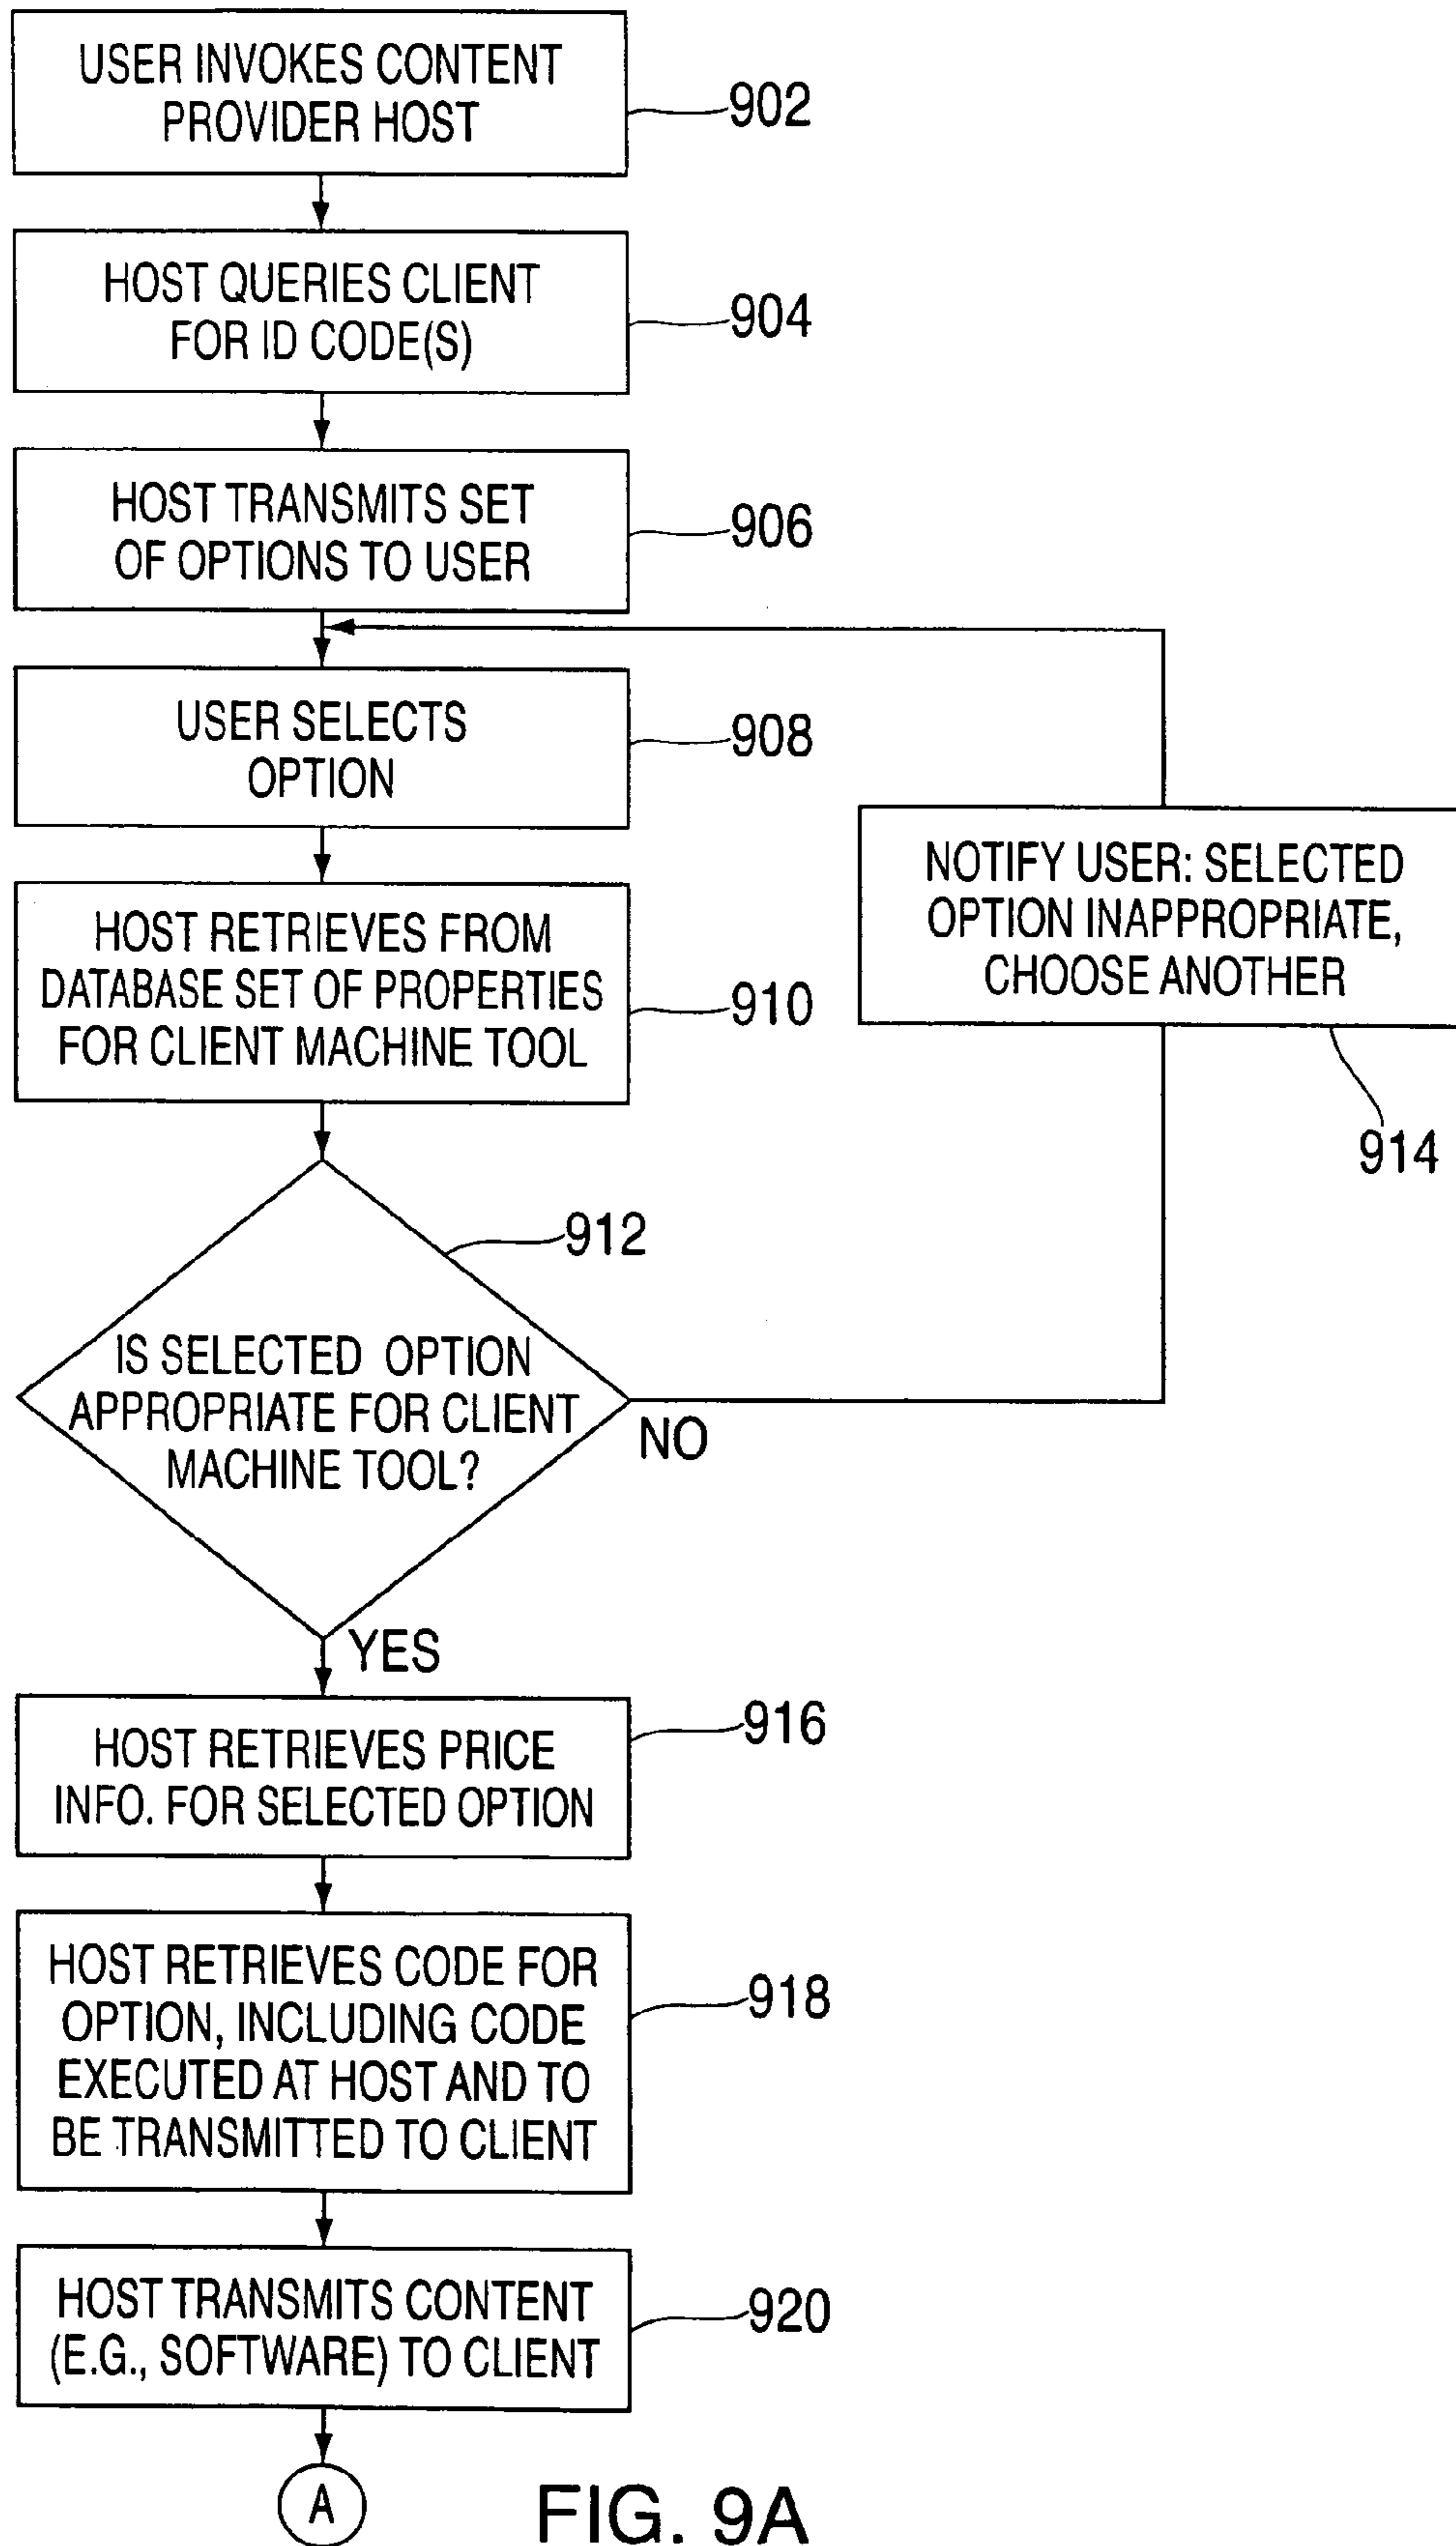 USER INVOKES CONTENT
PROVIDER HOST
902
HOST QUERIES CLIENT
FOR ID CODE(S)
904
HOST TRANSMITS SET
OF OPTIONS TO USER
906
USER SELECTS
OPTION
908
HOST RETRIEVES FROM
DATABASE SET OF PROPERTIES
FOR CLIENT MACHINE TOOL
910
NOTIFY USER: SELECTED
OPTION INAPPROPRIATE,
CHOOSE ANOTHER
914
912
IS SELECTED OPTION
APPROPRIATE FOR CLIENT
MACHINE TOOL?
NO
YES
HOST RETRIEVES PRICE
INFO. FOR SELECTED OPTION
916
HOST RETRIEVES CODE FOR
OPTION, INCLUDING CODE
EXECUTED AT HOST AND TO
BE TRANSMITTED TO CLIENT
918
HOST TRANSMITS CONTENT
(E.G., SOFTWARE) TO CLIENT
920
A
FIG. 9A